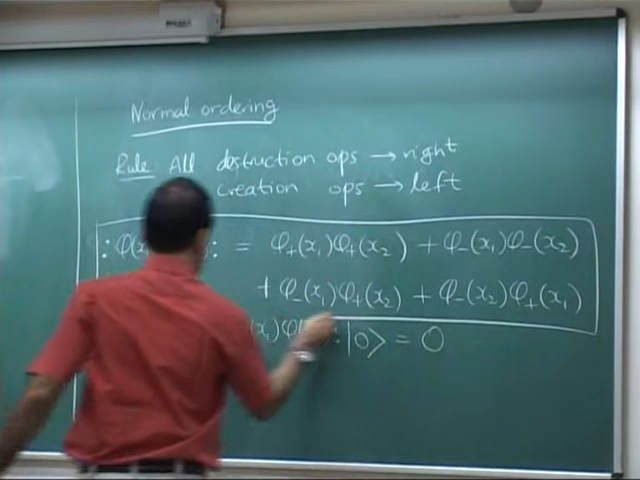 Normal ordering
Rule All destruction ops → right
creation ops → left
: φ(x : = φ₊(x₁)φ₊(x₂) + φ₋(x₁)φ₋(x₂)
+ φ₋(x₁)φ₊(x₂) + φ₋(x₂)φ₊(x₁)
(x₁)φ( : |0⟩ = 0